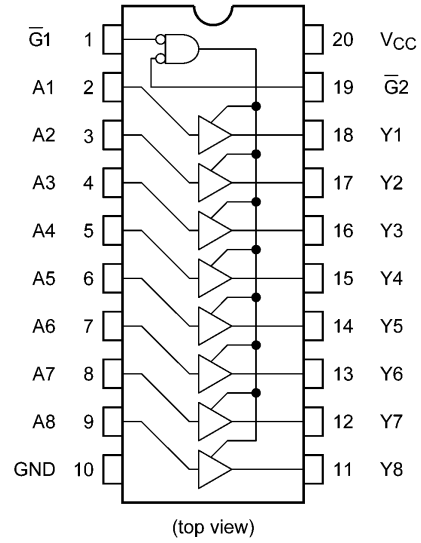 G̅1 1 20 VCC
A1 2 19 G̅2
A2 3 18 Y1
A3 4 17 Y2
A4 5 16 Y3
A5 6 15 Y4
A6 7 14 Y5
A7 8 13 Y6
A8 9 12 Y7
GND 10 11 Y8
(top view)